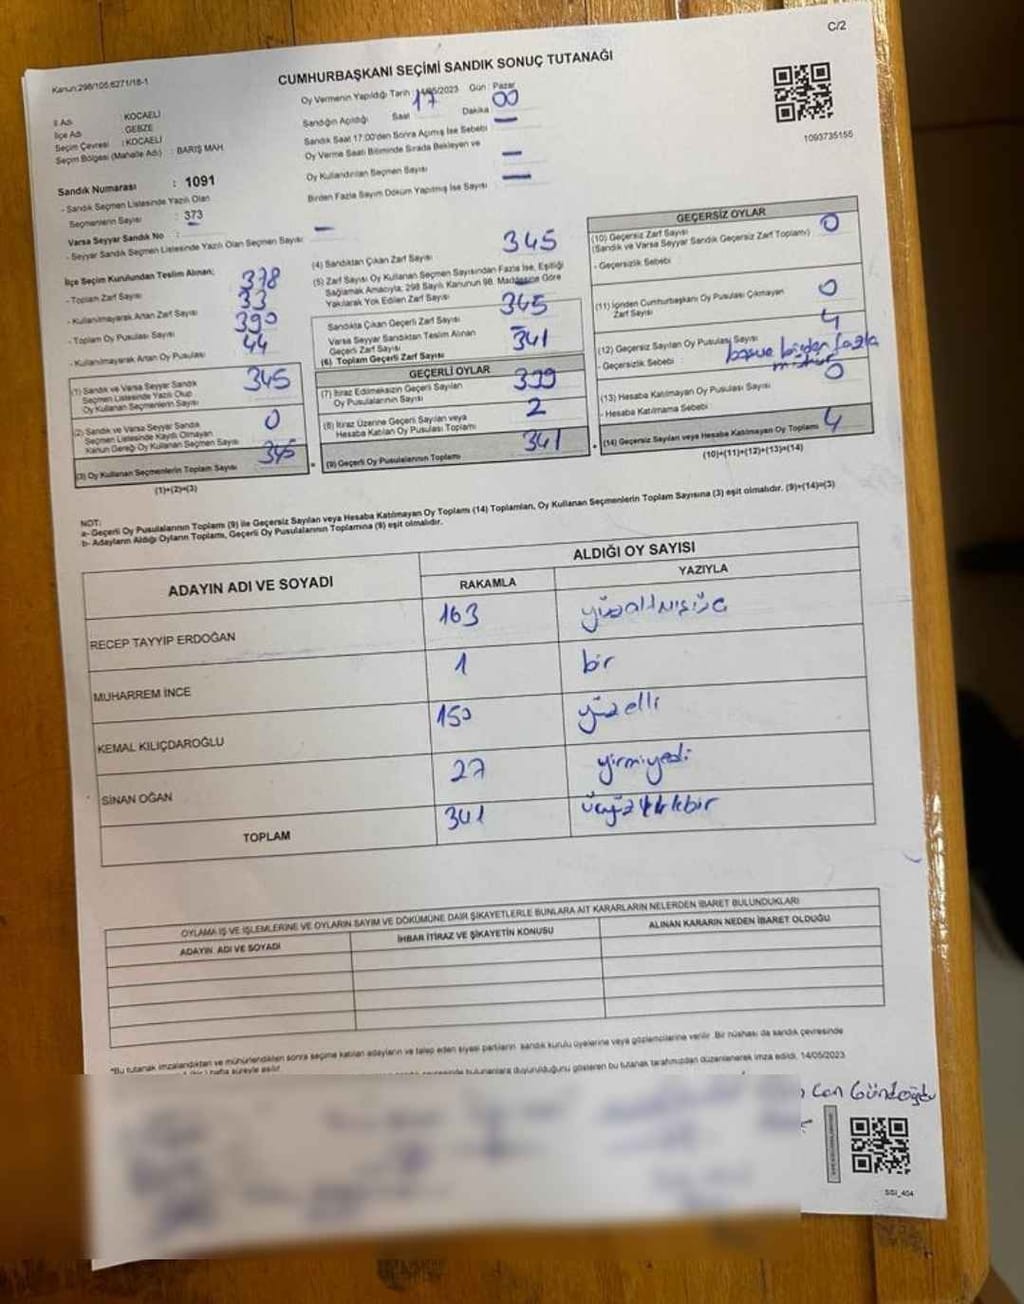 C/2
Kanun:298/105;6271/18-1
CUMHURBAŞKANI SEÇİMİ SANDIK SONUÇ TUTANAĞI
İl Adı : KOCAELİ
İlçe Adı : GEBZE
Seçim Çevresi : KOCAELİ
Seçim Bölgesi (Mahalle Adı) : BARIŞ MAH.
Sandık Numarası : 1091
- Sandık Seçmen Listesinde Yazılı Olan
Seçmenlerin Sayısı : 373
Varsa Seyyar Sandık No : -
- Seyyar Sandık Seçmen Listesinde Yazılı Olan Seçmen Sayısı
Oy Vermenin Yapıldığı Tarih : 14/05/2023 Gün : Pazar
Sandığın Açıldığı Saat 17 Dakika 00
Sandık Saat 17:00'den Sonra Açılmış İse Sebebi -
Oy Verme Saati Bitiminde Sırada Bekleyen ve
Oy Kullandırılan Seçmen Sayısı -
Birden Fazla Sayım Döküm Yapılmış İse Sayısı -
1093735155
İlçe Seçim Kurulundan Teslim Alınan;
- Toplam Zarf Sayısı 378
- Kullanılmayarak Artan Zarf Sayısı 33
- Toplam Oy Pusulası Sayısı 390
- Kullanılmayarak Artan Oy Pusulası 44
(1) Sandık ve Varsa Seyyar Sandık
Seçmen Listesinde Yazılı Olup
Oy Kullanan Seçmenlerin Sayısı 345
(2) Sandık ve Varsa Seyyar Sandık
Seçmen Listesinde Kayıtlı Olmayan
Kanun Gereği Oy Kullanan Seçmen Sayısı 0
(3) Oy Kullanan Seçmenlerin Toplam Sayısı 345
(1)+(2)=(3)
(4) Sandıktan Çıkan Zarf Sayısı 345
(5) Zarf Sayısı Oy Kullanan Seçmen Sayısından Fazla İse, Eşitliği
Sağlamak Amacıyla; 298 Sayılı Kanunun 98. Maddesine Göre
Yakılarak Yok Edilen Zarf Sayısı
Sandıkta Çıkan Geçerli Zarf Sayısı 345
Varsa Seyyar Sandıktan Teslim Alınan
Geçerli Zarf Sayısı -
(6) Toplam Geçerli Zarf Sayısı 341
GEÇERLİ OYLAR
(7) İtiraz Edilmeksizin Geçerli Sayılan
Oy Pusulalarının Sayısı 339
(8) İtiraz Üzerine Geçerli Sayılan veya
Hesaba Katılan Oy Pusulası Toplamı 2
(9) Geçerli Oy Pusulalarının Toplamı 341
GEÇERSİZ OYLAR
(10) Geçersiz Zarf Sayısı 0
(Sandık ve Varsa Seyyar Sandık Geçersiz Zarf Toplamı)
- Geçersizlik Sebebi
(11) İçinden Cumhurbaşkanı Oy Pusulası Çıkmayan
Zarf Sayısı 0
(12) Geçersiz Sayılan Oy Pusulası Sayısı 4
- Geçersizlik Sebebi : birden fazla
mühür
(13) Hesaba Katılmayan Oy Pusulası Sayısı 0
- Hesaba Katılmama Sebebi
(14) Geçersiz Sayılan veya Hesaba Katılmayan Oy Toplamı 4
(10)+(11)+(12)+(13)=(14)
NOT:
a- Geçerli Oy Pusulalarının Toplamı (9) ile Geçersiz Sayılan veya Hesaba Katılmayan Oy Toplamı (14) Toplamları, Oy Kullanan Seçmenlerin Toplam Sayısına (3) eşit olmalıdır. (9)+(14)=(3)
b- Adayların Aldığı Oyların Toplamı, Geçerli Oy Pusulalarının Toplamına (9) eşit olmalıdır.
ADAYIN ADI VE SOYADI ALDIĞI OY SAYISI
RAKAMLA YAZIYLA
RECEP TAYYİP ERDOĞAN 163 yüzaltmışüç
MUHARREM İNCE 1 bir
KEMAL KILIÇDAROĞLU 150 yüzelli
SİNAN OĞAN 27 yirmiyedi
TOPLAM 341 üçyüzkırkbir
OYLAMA İŞ VE İŞLEMLERİNE VE OYLARIN SAYIM VE DÖKÜMÜNE DAİR ŞİKAYETLERLE BUNLARA AİT KARARLARIN NELERDEN İBARET BULUNDUKLARI
ADAYIN ADI VE SOYADI İHBAR İTİRAZ VE ŞİKAYETİN KONUSU ALINAN KARARIN NEDEN İBARET OLDUĞU
*Bu tutanak imzalandıktan ve mühürlendikten sonra seçime katılan adayların ve talep eden siyasi partilerin sandık kurulu üyelerine veya gözlemcilerine verilir. Bir nüshası da sandık çevresinde
hafta süreyle asılır bulunanlara duyurulduğunu gösteren bu tutanak tarafımızdan düzenlenerek imza edildi. 14/05/2023
Can Gündoğdu
SSİ_404